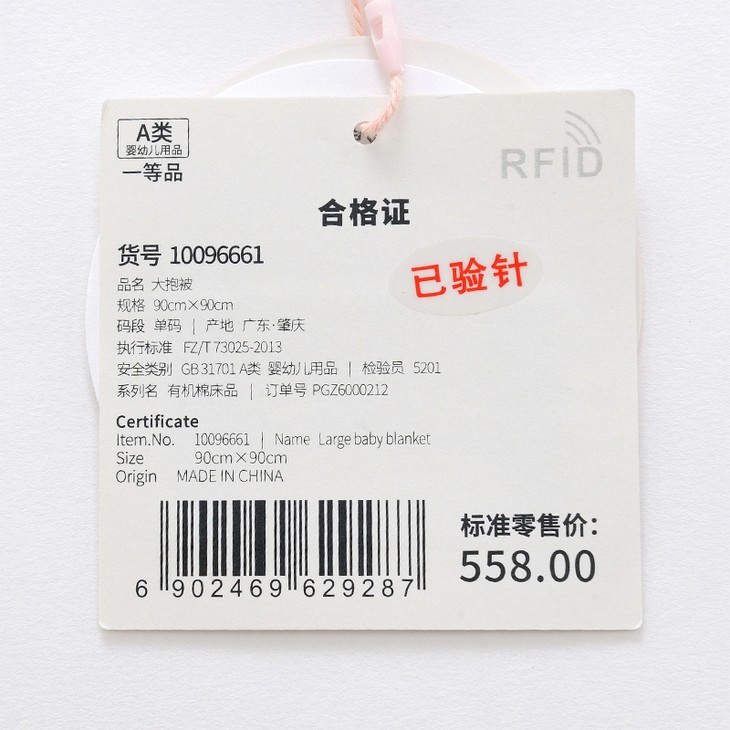 A类
婴幼儿用品
一等品
RFID
合格证
货号 10096661
已验针
品名 大抱被
规格 90cm×90cm
码段 单码 | 产地 广东·肇庆
执行标准 FZ/T 73025-2013
安全类别 GB 31701 A类 婴幼儿用品 | 检验员 5201
系列名 有机棉床品 | 订单号 PGZ6000212
Certificate
Item.No. 10096661 | Name Large baby blanket
Size 90cm×90cm
Origin MADE IN CHINA
标准零售价:
558.00
6 902469 629287